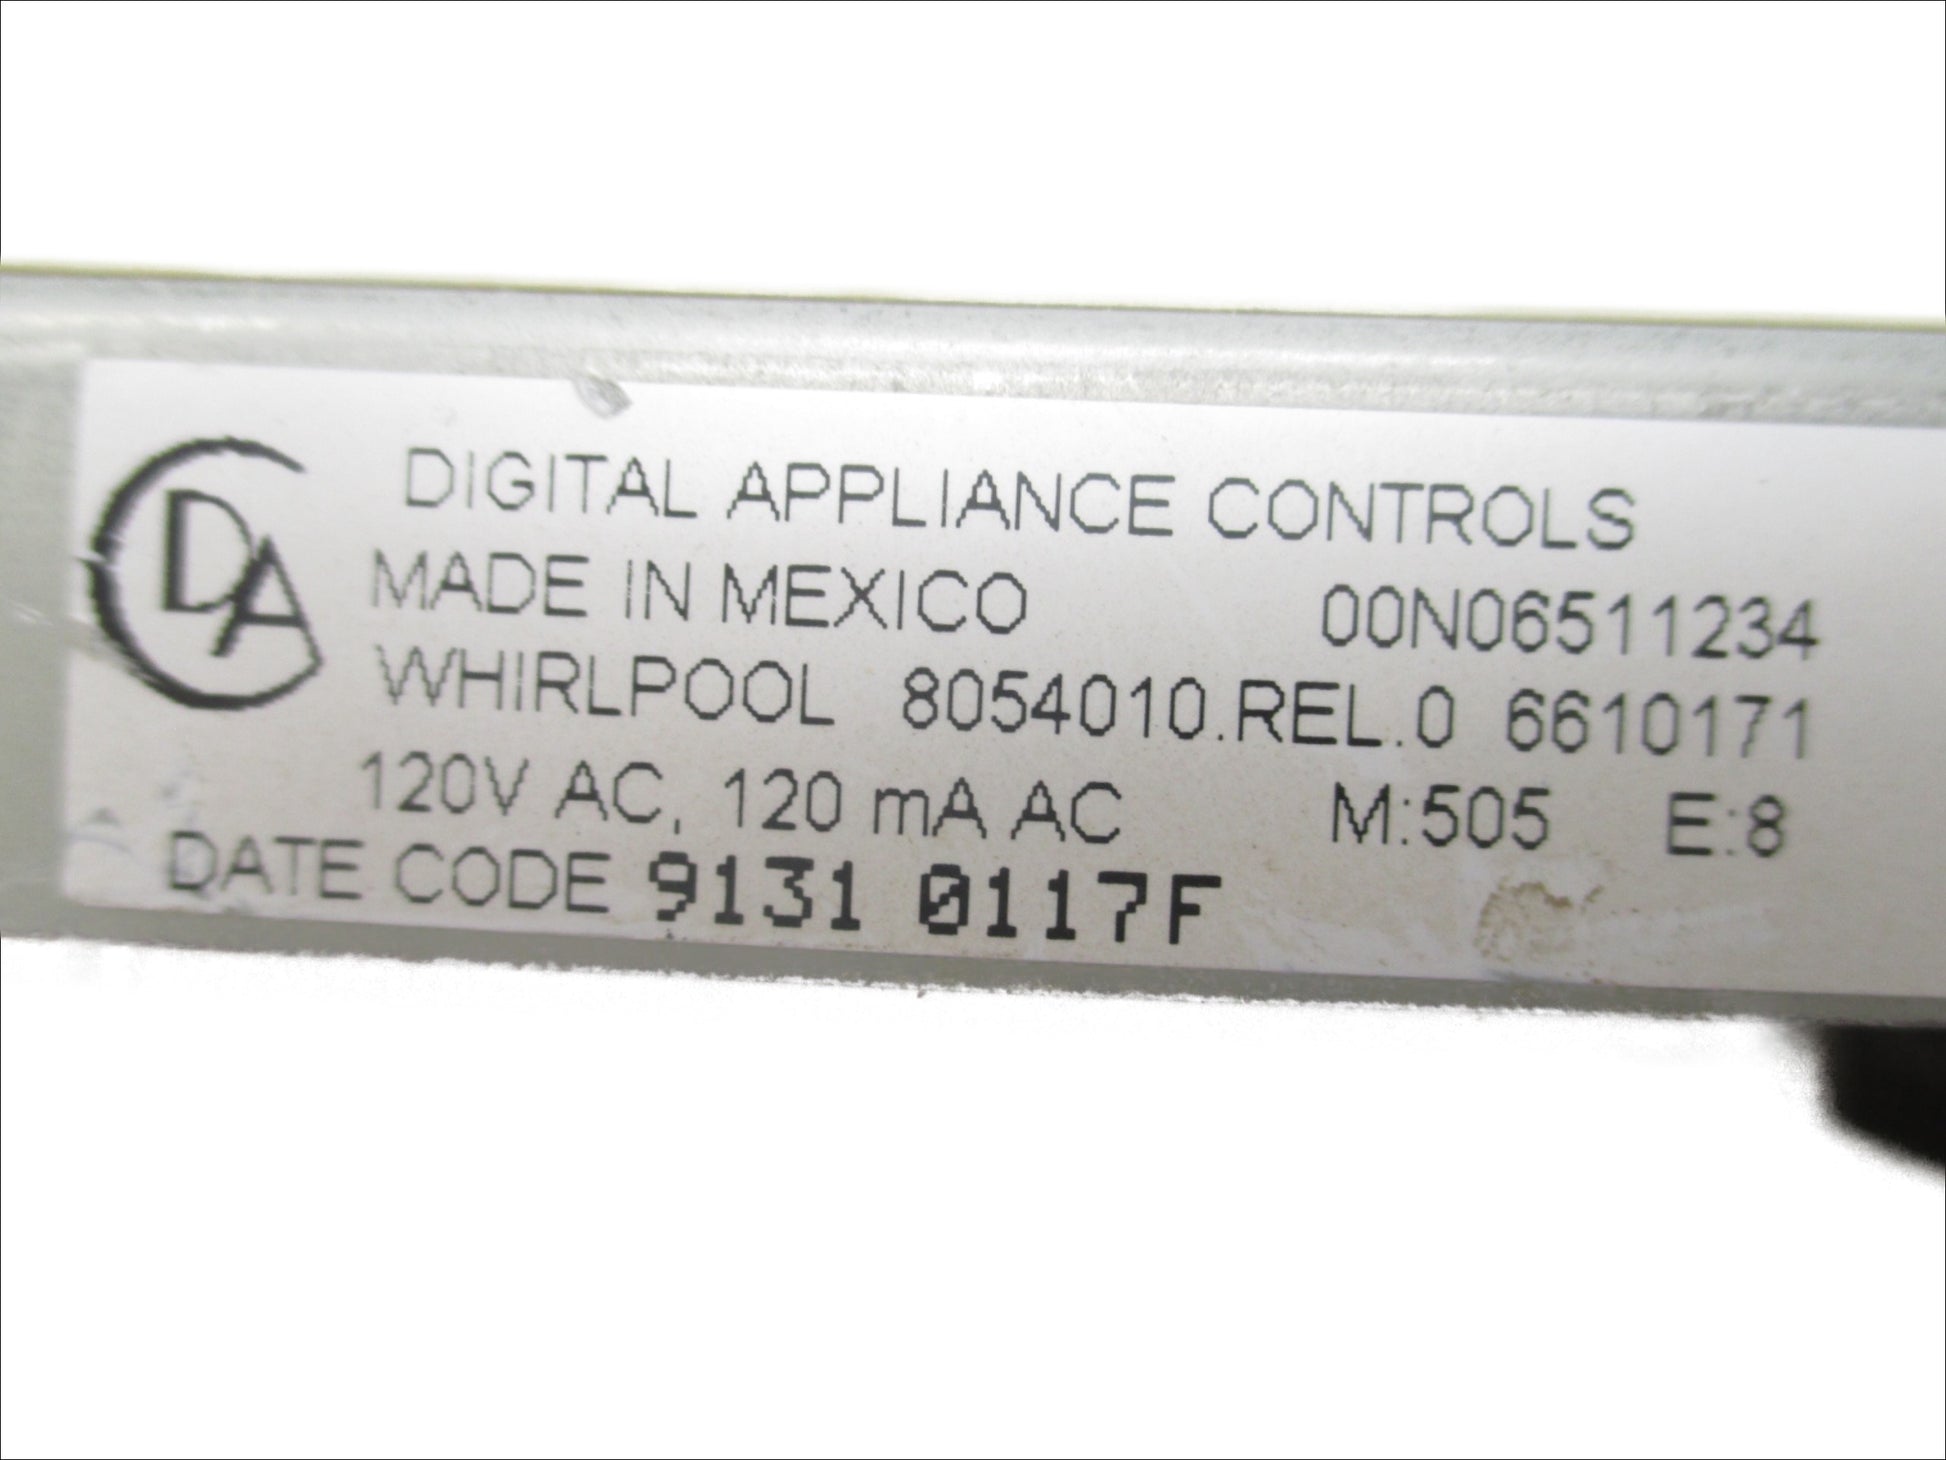 DIGITAL APPLIANCE CONTROLS
DA
MADE IN MEXICO 00N06511234
WHIRLPOOL 8054010.REL.0 6610171
120V AC, 120 mA AC M:505 E:8
DATE CODE 9131 0117F